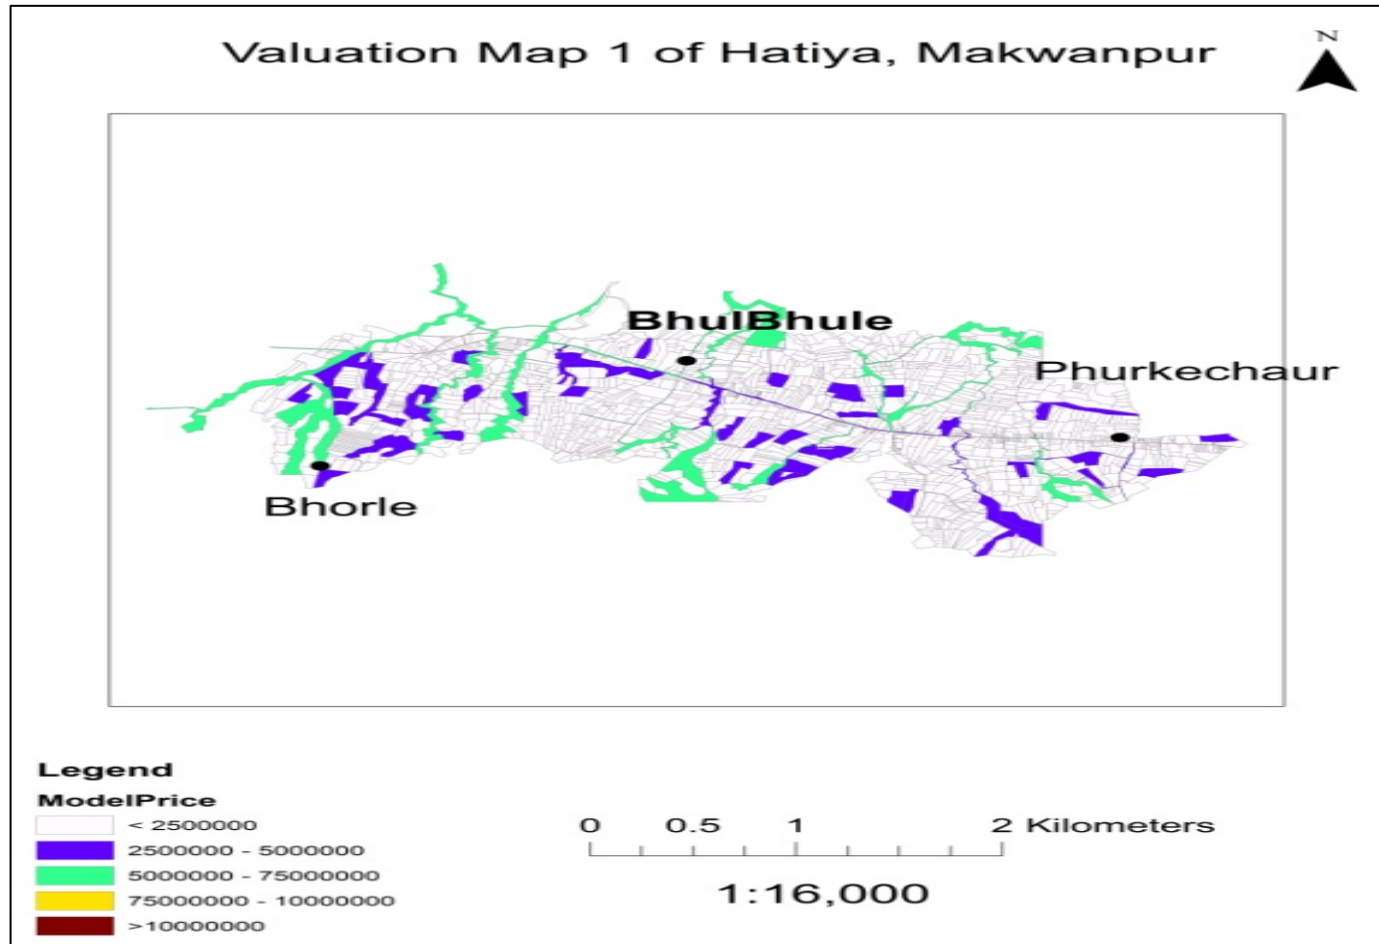 Valuation Map 1 of Hatiya, Makwanpur
N
BhulBhule
Phurkechaur
Bhorle
Legend
ModelPrice
< 2500000
2500000 - 5000000
5000000 - 75000000
75000000 - 10000000
>10000000
0 0.5 1 2 Kilometers
1:16,000